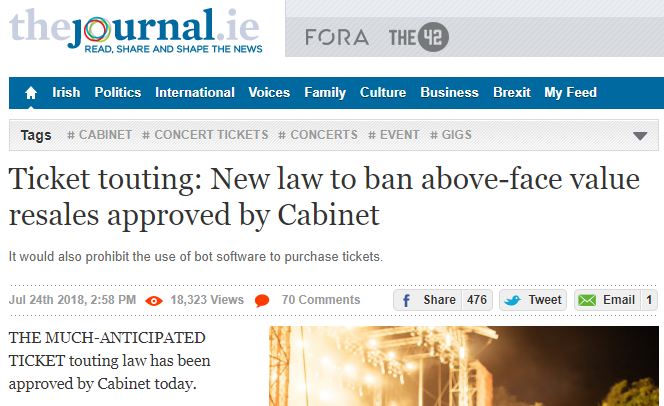 thejournal.ie
READ, SHARE AND SHAPE THE NEWS
FORA THE 42
Irish Politics International Voices Family Culture Business Brexit My Feed
Tags # CABINET # CONCERT TICKETS # CONCERTS # EVENT # GIGS
Ticket touting: New law to ban above-face value
resales approved by Cabinet
It would also prohibit the use of bot software to purchase tickets.
Jul 24th 2018, 2:58 PM 18,323 Views 70 Comments Share 476 Tweet Email 1
THE MUCH-ANTICIPATED
TICKET touting law has been
approved by Cabinet today.